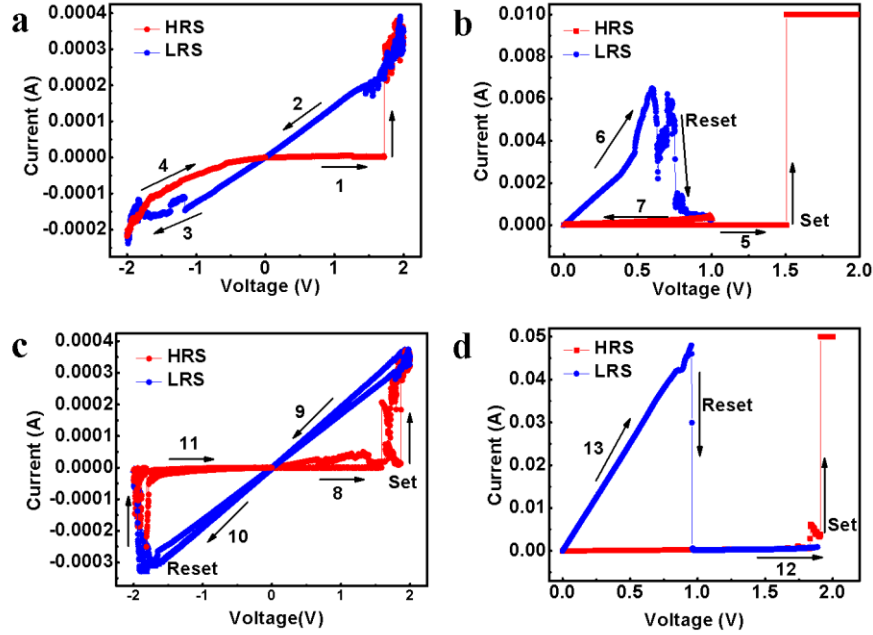 a
HRS
LRS
0.0004
0.0003
0.0002
0.0001
0.0000
-0.0001
-0.0002
Current (A)
2
4
1
3
-2
-1
0
1
2
Voltage (V)
b
HRS
LRS
0.010
0.008
0.006
0.004
0.002
0.000
Current (A)
6
Reset
7
5
Set
0.0
0.5
1.0
1.5
2.0
Voltage (V)
c
HRS
LRS
0.0004
0.0003
0.0002
0.0001
0.0000
-0.0001
-0.0002
-0.0003
Current (A)
9
11
8
Set
10
Reset
-2
-1
0
1
2
Voltage(V)
d
HRS
LRS
0.05
0.04
0.03
0.02
0.01
0.00
Current (A)
Reset
13
Set
12
0.0
0.5
1.0
1.5
2.0
Voltage (V)